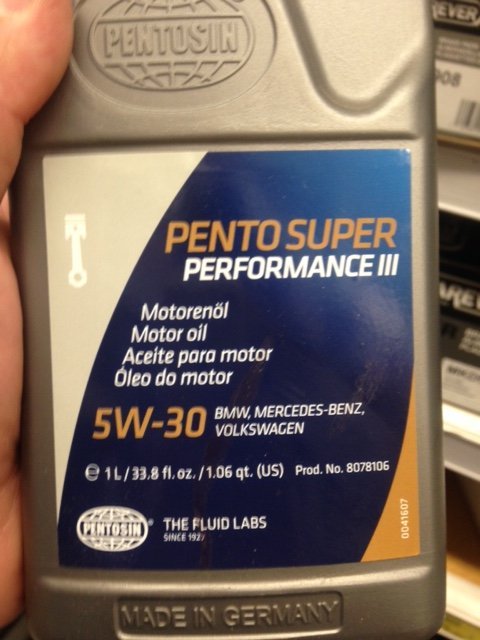 PENTOSIN
EVER
908
PENTO SUPER
PERFORMANCE III
Motorenöl
Motor oil
Aceite para motor
Óleo do motor
5W-30 BMW, MERCEDES-BENZ,
VOLKSWAGEN
1 L / 33.8 fl. oz. / 1.06 qt. (US) Prod. No. 8078106
0041607
PENTOSIN THE FLUID LABS
SINCE 1927
MADE IN GERMANY